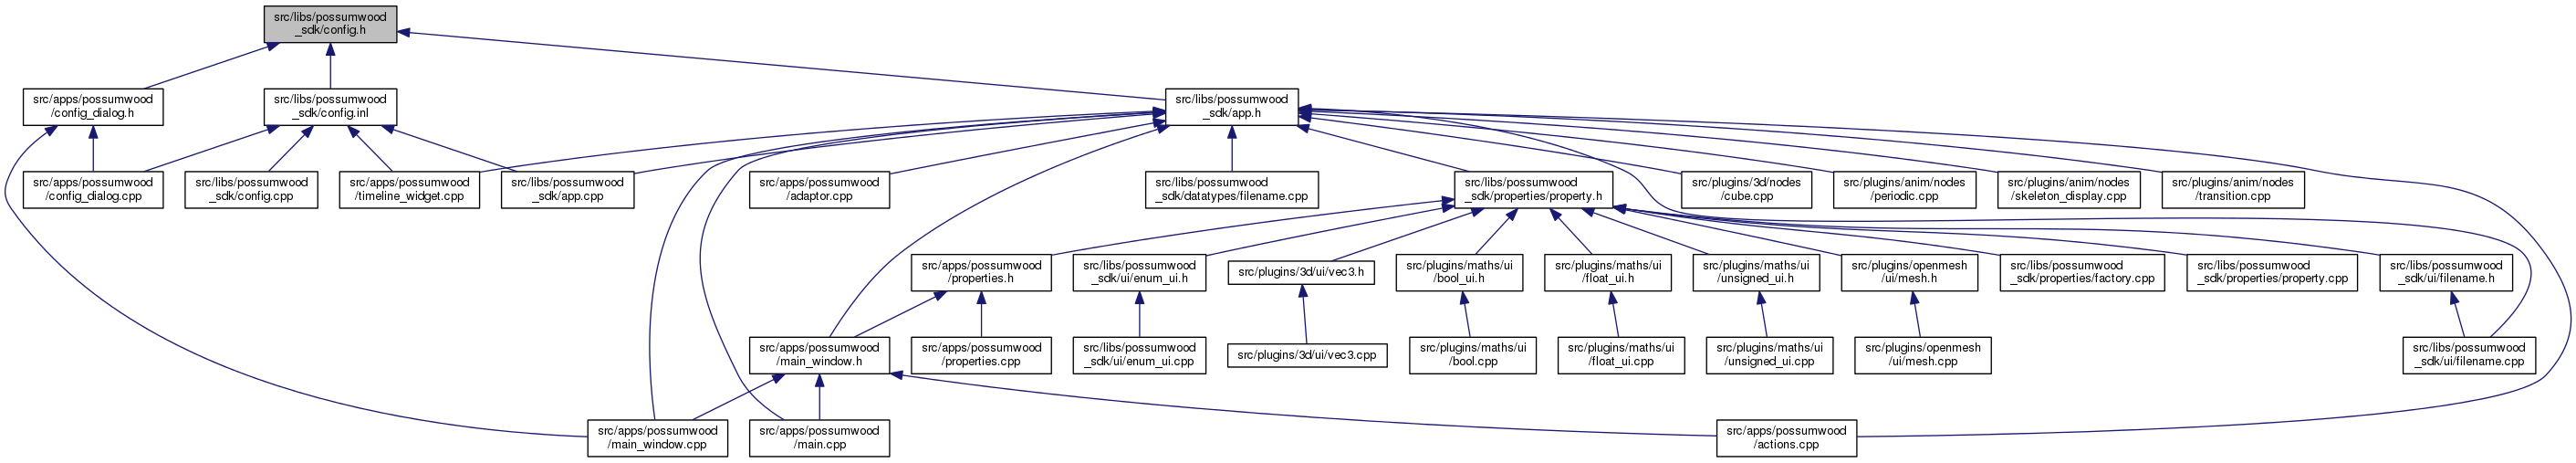 src/libs/possumwood
_sdk/config.h
src/apps/possumwood
/config_dialog.h
src/libs/possumwood
_sdk/config.inl
src/libs/possumwood
_sdk/app.h
src/apps/possumwood
/config_dialog.cpp
src/libs/possumwood
_sdk/config.cpp
src/apps/possumwood
/timeline_widget.cpp
src/libs/possumwood
_sdk/app.cpp
src/apps/possumwood
/adaptor.cpp
src/libs/possumwood
_sdk/datatypes/filename.cpp
src/libs/possumwood
_sdk/properties/property.h
src/plugins/3d/nodes
/cube.cpp
src/plugins/anim/nodes
/periodic.cpp
src/plugins/anim/nodes
/skeleton_display.cpp
src/plugins/anim/nodes
/transition.cpp
src/apps/possumwood
/properties.h
src/libs/possumwood
_sdk/ui/enum_ui.h
src/plugins/3d/ui/vec3.h
src/plugins/maths/ui
/bool_ui.h
src/plugins/maths/ui
/float_ui.h
src/plugins/maths/ui
/unsigned_ui.h
src/plugins/openmesh
/ui/mesh.h
src/libs/possumwood
_sdk/properties/factory.cpp
src/libs/possumwood
_sdk/properties/property.cpp
src/libs/possumwood
_sdk/ui/filename.h
src/apps/possumwood
/main_window.h
src/apps/possumwood
/properties.cpp
src/libs/possumwood
_sdk/ui/enum_ui.cpp
src/plugins/3d/ui/vec3.cpp
src/plugins/maths/ui
/bool.cpp
src/plugins/maths/ui
/float_ui.cpp
src/plugins/maths/ui
/unsigned_ui.cpp
src/plugins/openmesh
/ui/mesh.cpp
src/libs/possumwood
_sdk/ui/filename.cpp
src/apps/possumwood
/main_window.cpp
src/apps/possumwood
/main.cpp
src/apps/possumwood
/actions.cpp